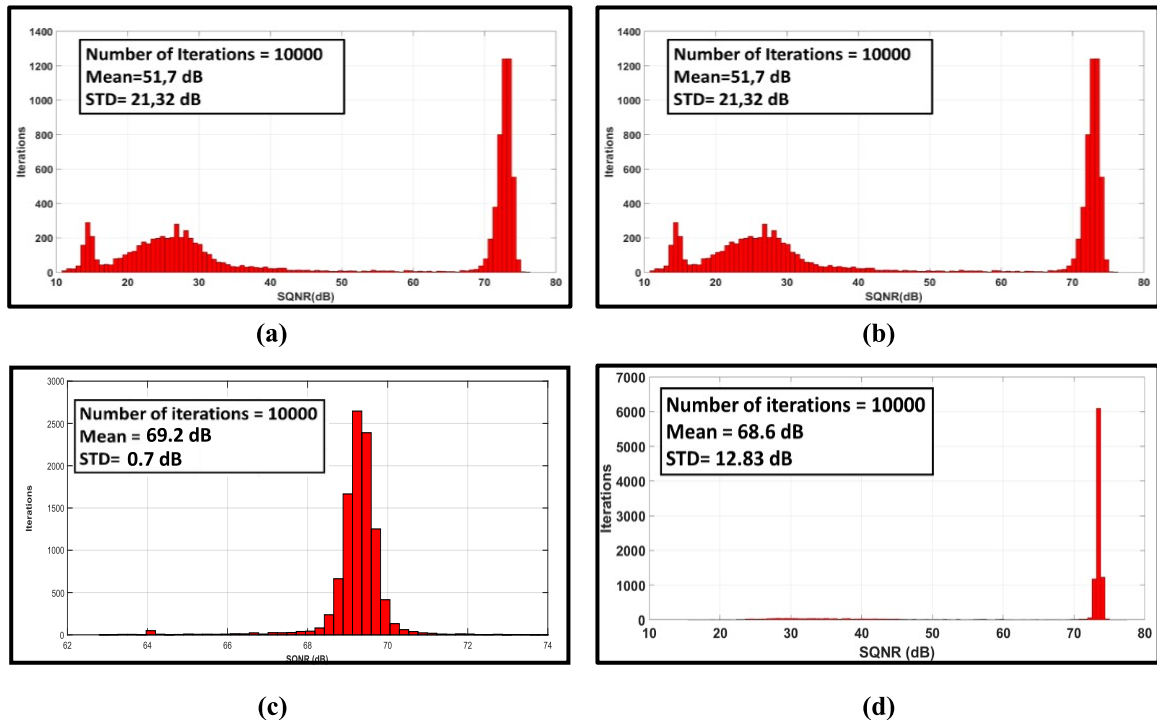 1400
1200
1000
800
600
400
200
0
Iterations
Number of Iterations = 10000
Mean=51,7 dB
STD= 21,32 dB
10 20 30 40 50 60 70 80
SQNR(dB)
(a)
1400
1200
1000
800
600
400
200
0
Iterations
Number of Iterations = 10000
Mean=51,7 dB
STD= 21,32 dB
10 20 30 40 50 60 70 80
SQNR(dB)
(b)
3000
2500
2000
1500
1000
500
0
Iterations
Number of iterations = 10000
Mean = 69.2 dB
STD= 0.7 dB
62 64 66 68 70 72 74
SQNR (dB)
(c)
7000
6000
5000
4000
3000
2000
1000
0
Iterations
Number of iterations = 10000
Mean = 68.6 dB
STD= 12.83 dB
10 20 30 40 50 60 70 80
SQNR (dB)
(d)